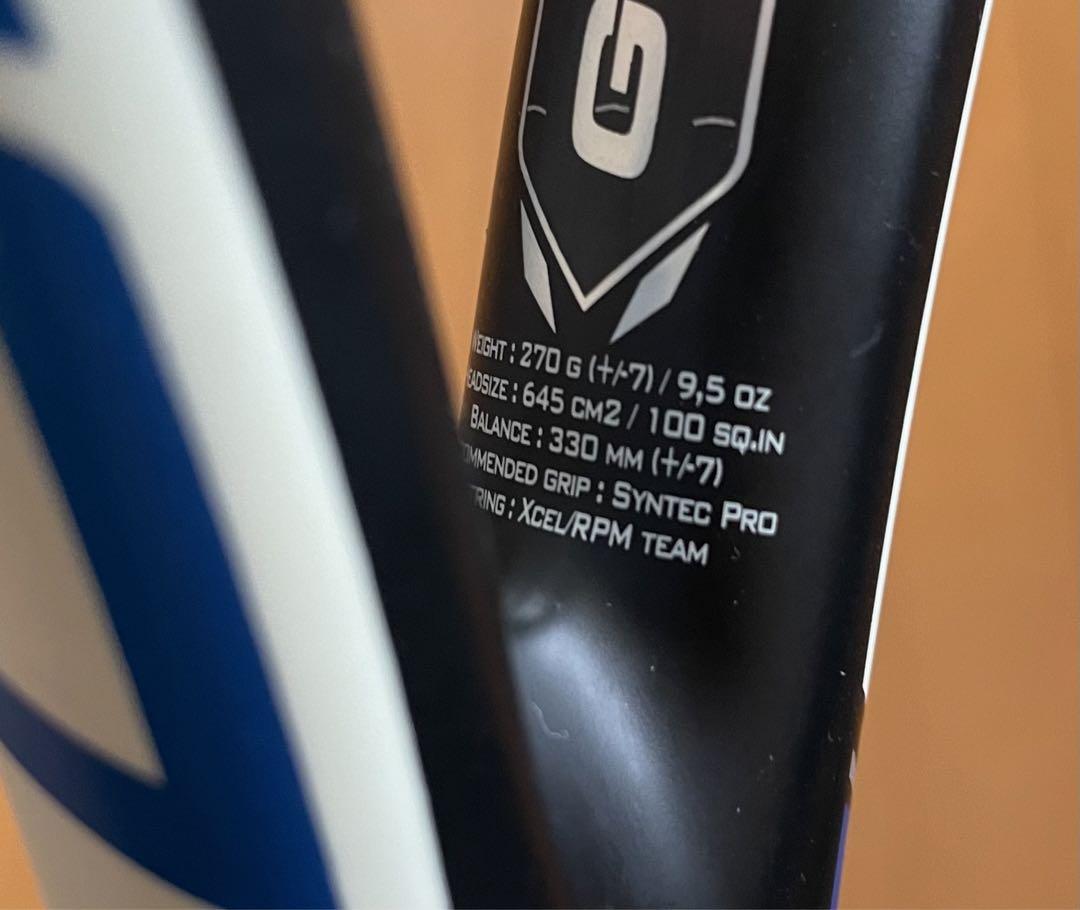 G
WEIGHT : 270 G (+/-7) / 9,5 OZ
EADSIZE : 645 CM2 / 100 SQ.IN
BALANCE : 330 MM (+/-7)
OMMENDED GRIP : SYNTEC PRO
TRING : XCEL/RPM TEAM